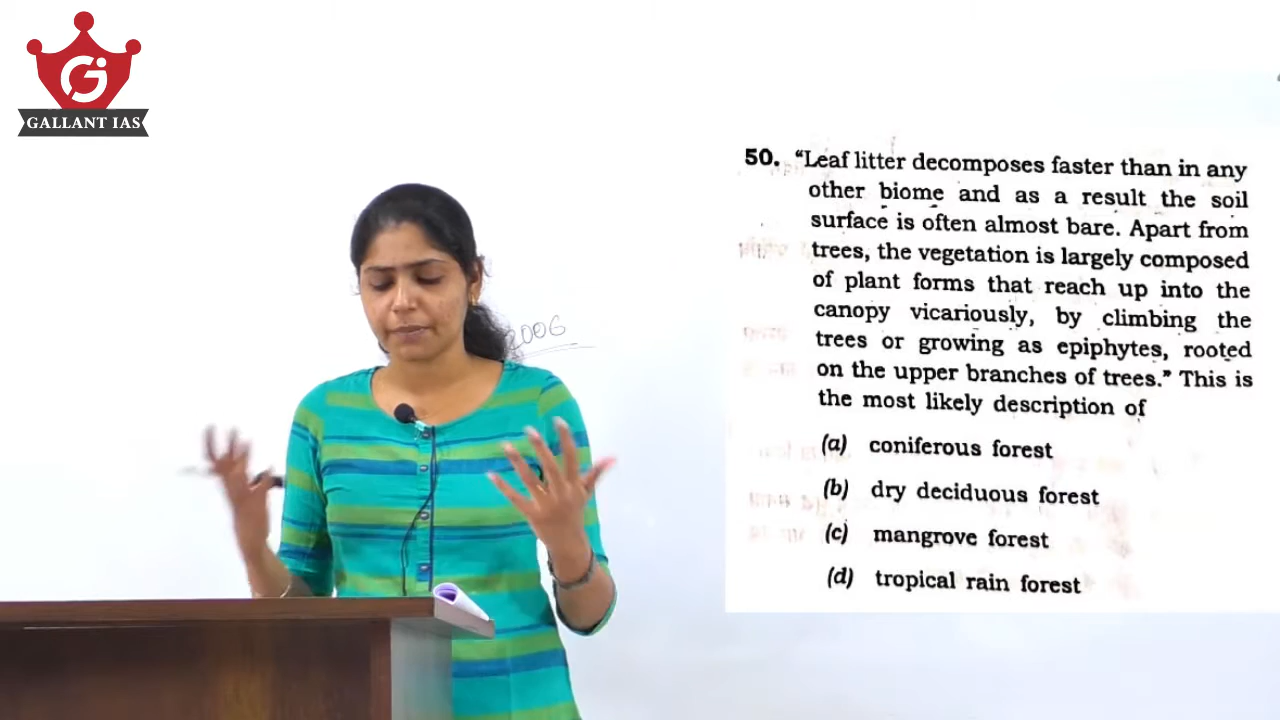 GALLANT IAS
2006
50. “Leaf litter decomposes faster than in any
other biome and as a result the soil
surface is often almost bare. Apart from
trees, the vegetation is largely composed
of plant forms that reach up into the
canopy vicariously, by climbing the
trees or growing as epiphytes, rooted
on the upper branches of trees.” This is
the most likely description of
(a) coniferous forest
(b) dry deciduous forest
(c) mangrove forest
(d) tropical rain forest